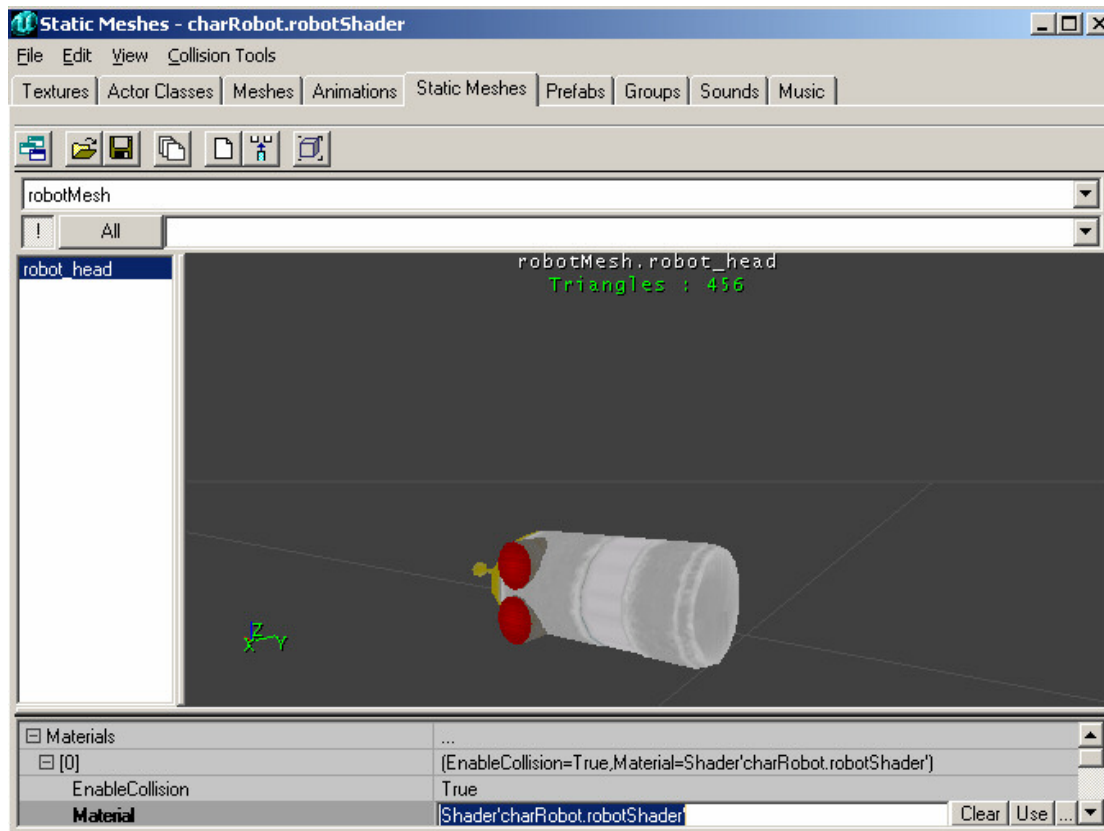 Static Meshes - charRobot.robotShader
File Edit View Collision Tools
Textures Actor Classes Meshes Animations Static Meshes Prefabs Groups Sounds Music
robotMesh
! All
robot_head
robotMesh.robot_head
Triangles : 456
Z
X Y
Materials ...
[0] (EnableCollision=True,Material=Shader'charRobot.robotShader')
EnableCollision True
Material Shader'charRobot.robotShader' Clear Use ...